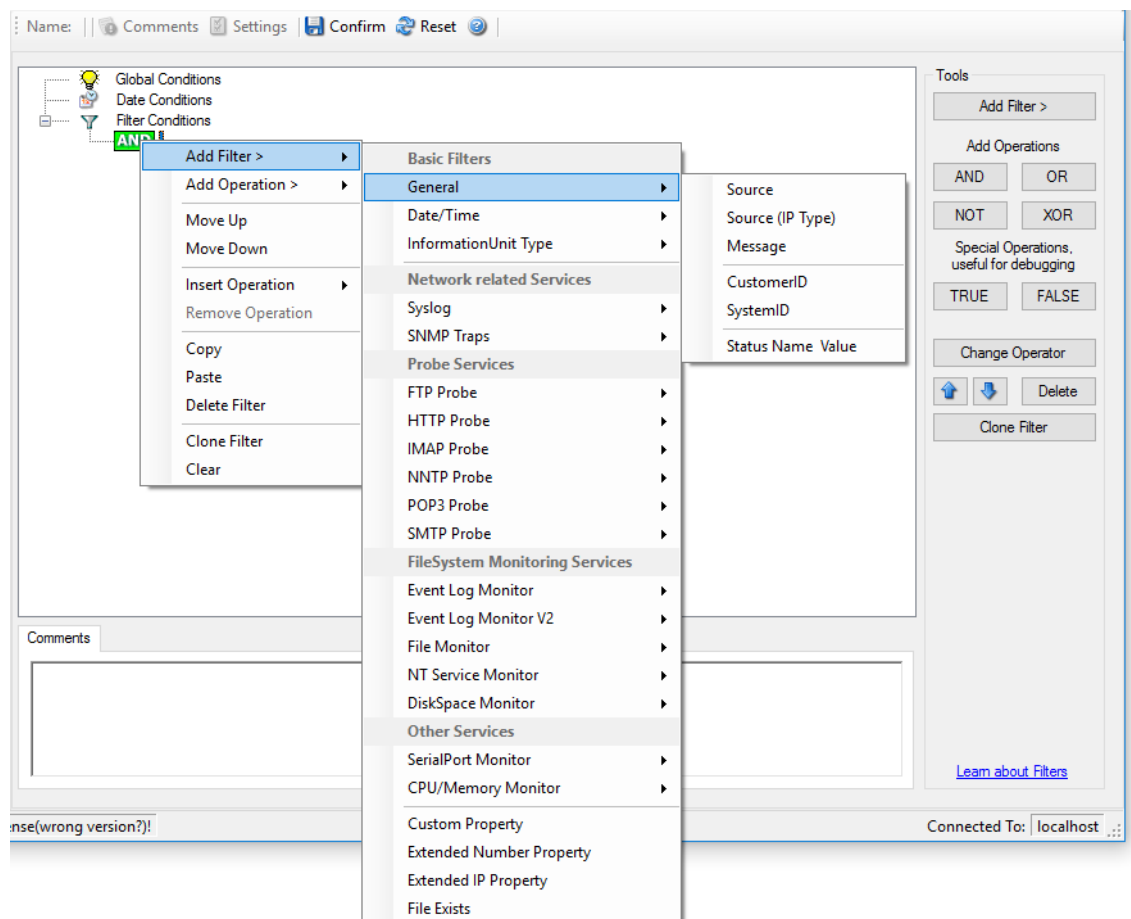 Name: Comments Settings Confirm Reset
Global Conditions
Date Conditions
Filter Conditions
AND
Add Filter >
Add Operation >
Move Up
Move Down
Insert Operation
Remove Operation
Copy
Paste
Delete Filter
Clone Filter
Clear
Basic Filters
General
Date/Time
InformationUnit Type
Network related Services
Syslog
SNMP Traps
Probe Services
FTP Probe
HTTP Probe
IMAP Probe
NNTP Probe
POP3 Probe
SMTP Probe
FileSystem Monitoring Services
Event Log Monitor
Event Log Monitor V2
File Monitor
NT Service Monitor
DiskSpace Monitor
Other Services
SerialPort Monitor
CPU/Memory Monitor
Custom Property
Extended Number Property
Extended IP Property
File Exists
Source
Source (IP Type)
Message
CustomerID
SystemID
Status Name Value
Tools
Add Filter >
Add Operations
AND OR
NOT XOR
Special Operations,
useful for debugging
TRUE FALSE
Change Operator
Delete
Clone Filter
Learn about Filters
Comments
ense(wrong version?)!
Connected To: localhost